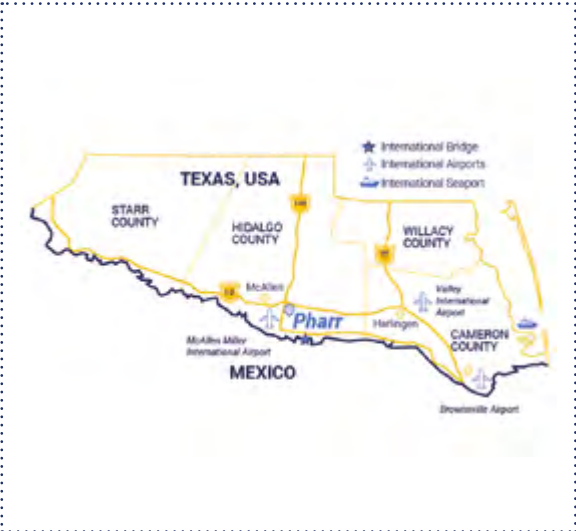 International Bridge
International Airports
International Seaport
TEXAS, USA
STARR
COUNTY
HIDALGO
COUNTY
WILLACY
COUNTY
McAllen
Valley
International
Airport
Pharr
Harlingen
McAllen Miller
International Airport
CAMERON
COUNTY
MEXICO
Brownsville Airport